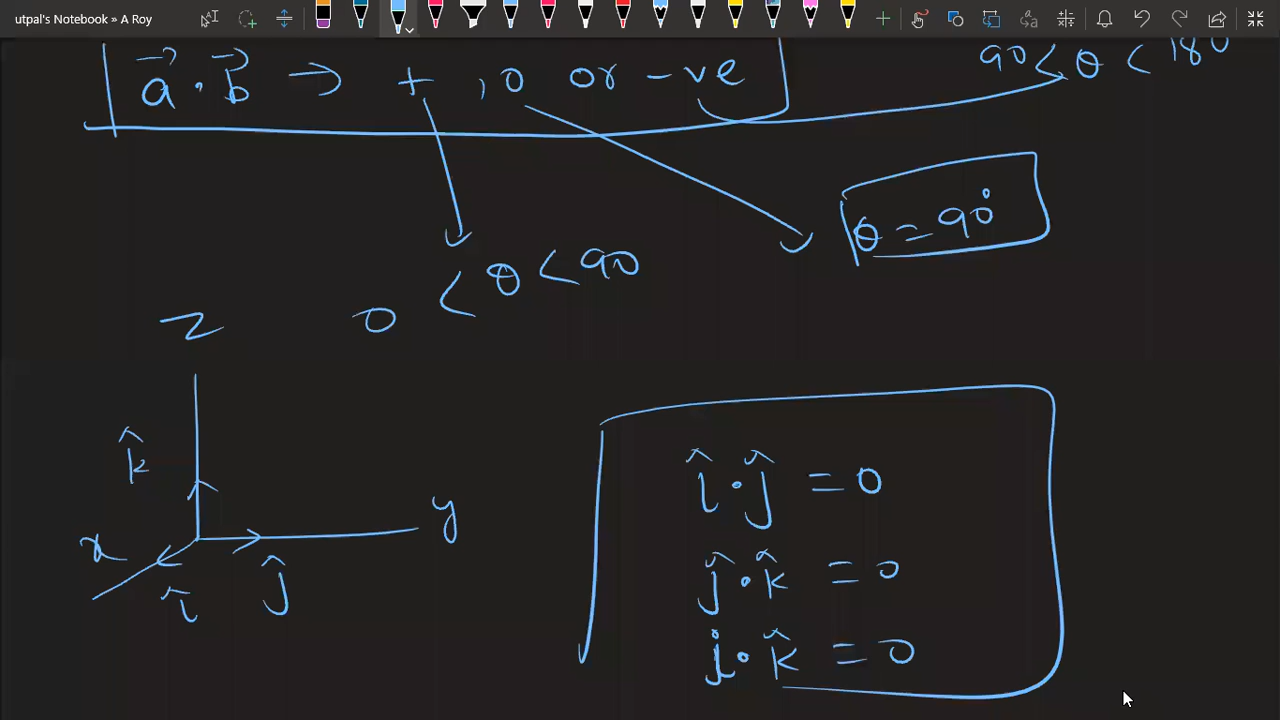 utpal's Notebook » A Roy
a⃗ · b⃗ → + , 0 or -ve
90 < θ < 180
θ = 90°
0 < θ < 90
z
k̂
y
x
î
ĵ
î · ĵ = 0
ĵ · k̂ = 0
i · k̂ = 0